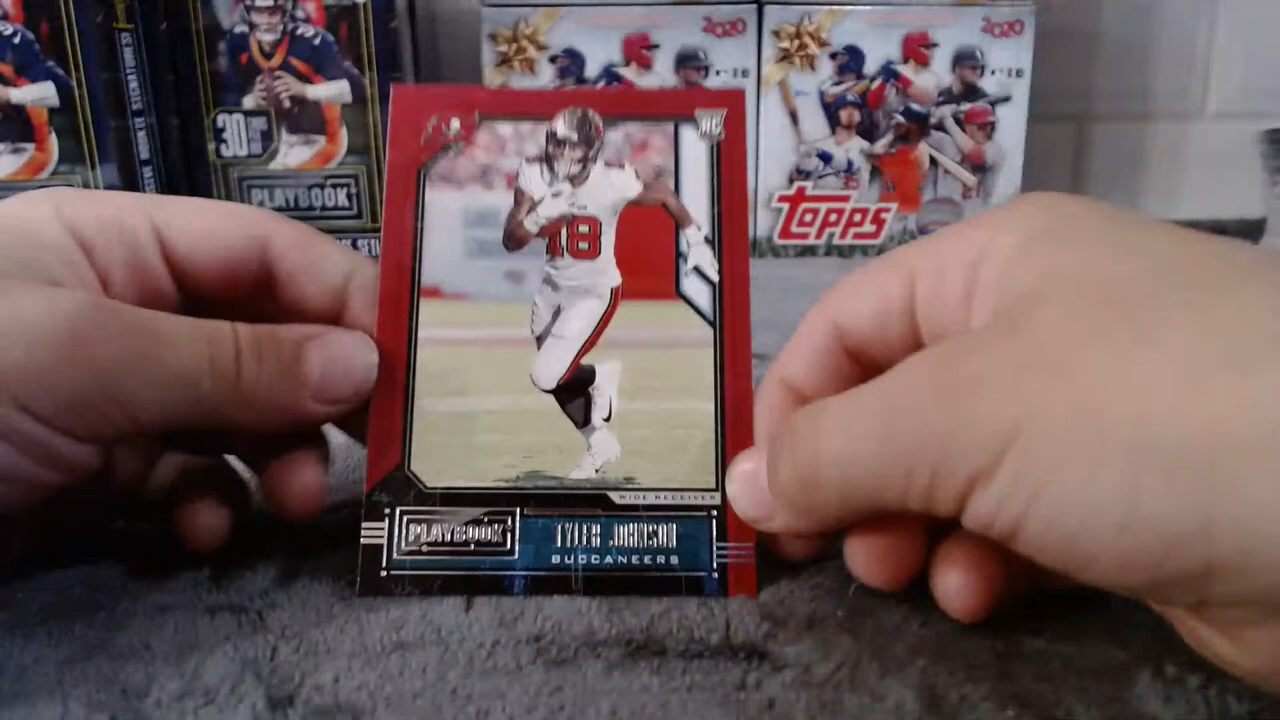 2020
2020
30
PLAYBOOK
TOPPS
RC
18
WIDE RECEIVER
PLAYBOOK
TYLER JOHNSON
BUCCANEERS